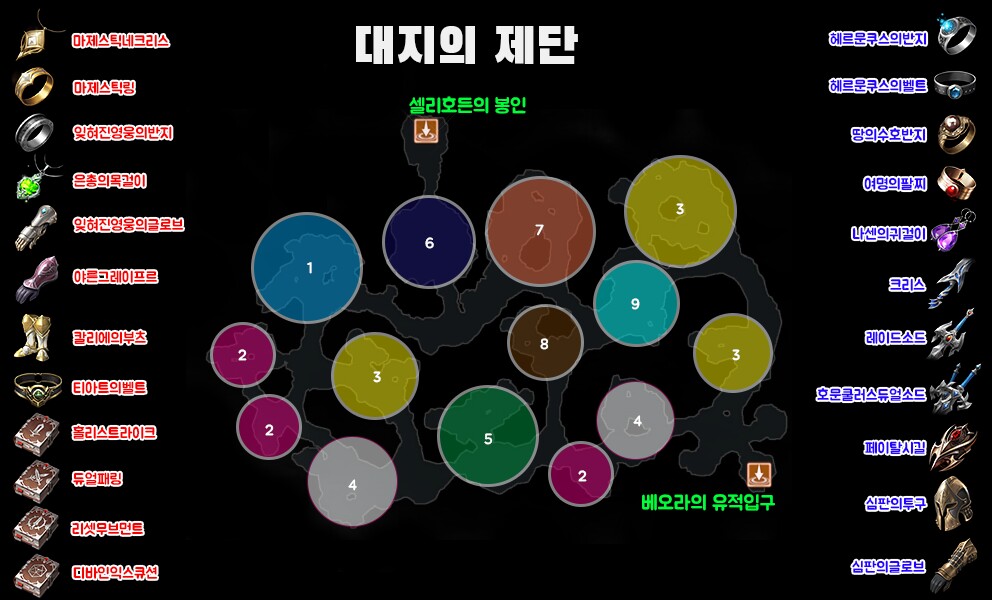 대지의 제단
셀리호든의 봉인
마제스틱네크리스
마제스틱링
잊혀진영웅의반지
은총의목걸이
잊혀진영웅의글로브
야른그레이프르
칼리에의부츠
티아트의벨트
홀리스트라이크
듀얼패링
리셋무브먼트
디바인익스큐션
1
6
7
3
9
8
2
3
3
2
5
4
4
2
베오라의 유적입구
헤르문쿠스의반지
헤르문쿠스의벨트
땅의수호반지
여명의팔찌
나센의귀걸이
크리스
레이드소드
호문쿨러스듀얼소드
페이탈시길
심판의투구
심판의글로브